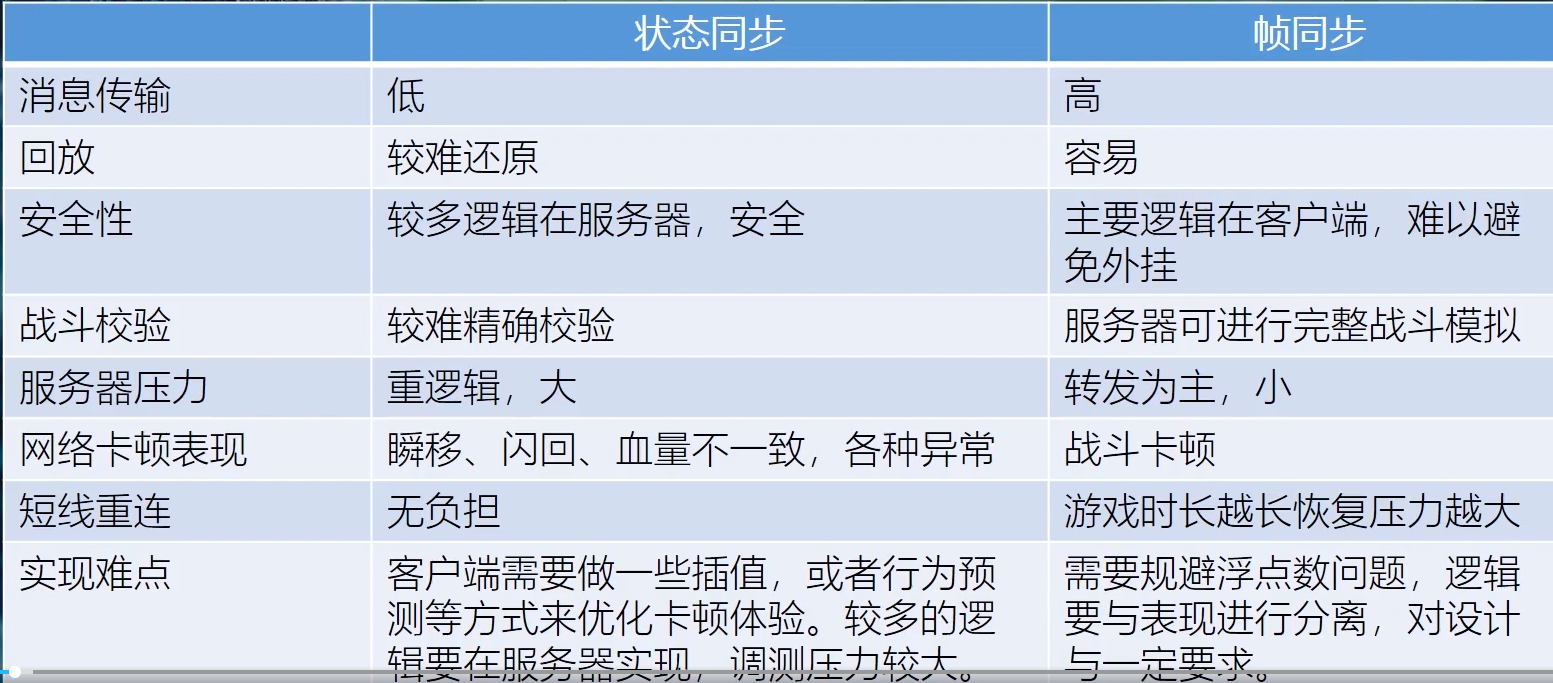 状态同步 帧同步
消息传输 低 高
回放 较难还原 容易
安全性 较多逻辑在服务器，安全 主要逻辑在客户端，难以避
免外挂
战斗校验 较难精确校验 服务器可进行完整战斗模拟
服务器压力 重逻辑，大 转发为主，小
网络卡顿表现 瞬移、闪回、血量不一致，各种异常 战斗卡顿
短线重连 无负担 游戏时长越长恢复压力越大
实现难点 客户端需要做一些插值，或者行为预 需要规避浮点数问题，逻辑
测等方式来优化卡顿体验。较多的逻 要与表现进行分离，对设计
辑要在服务器实现，调测压力较大。 与一定要求。